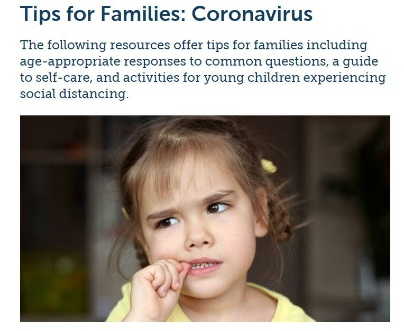 Tips for Families: Coronavirus
The following resources offer tips for families including
age-appropriate responses to common questions, a guide
to self-care, and activities for young children experiencing
social distancing.